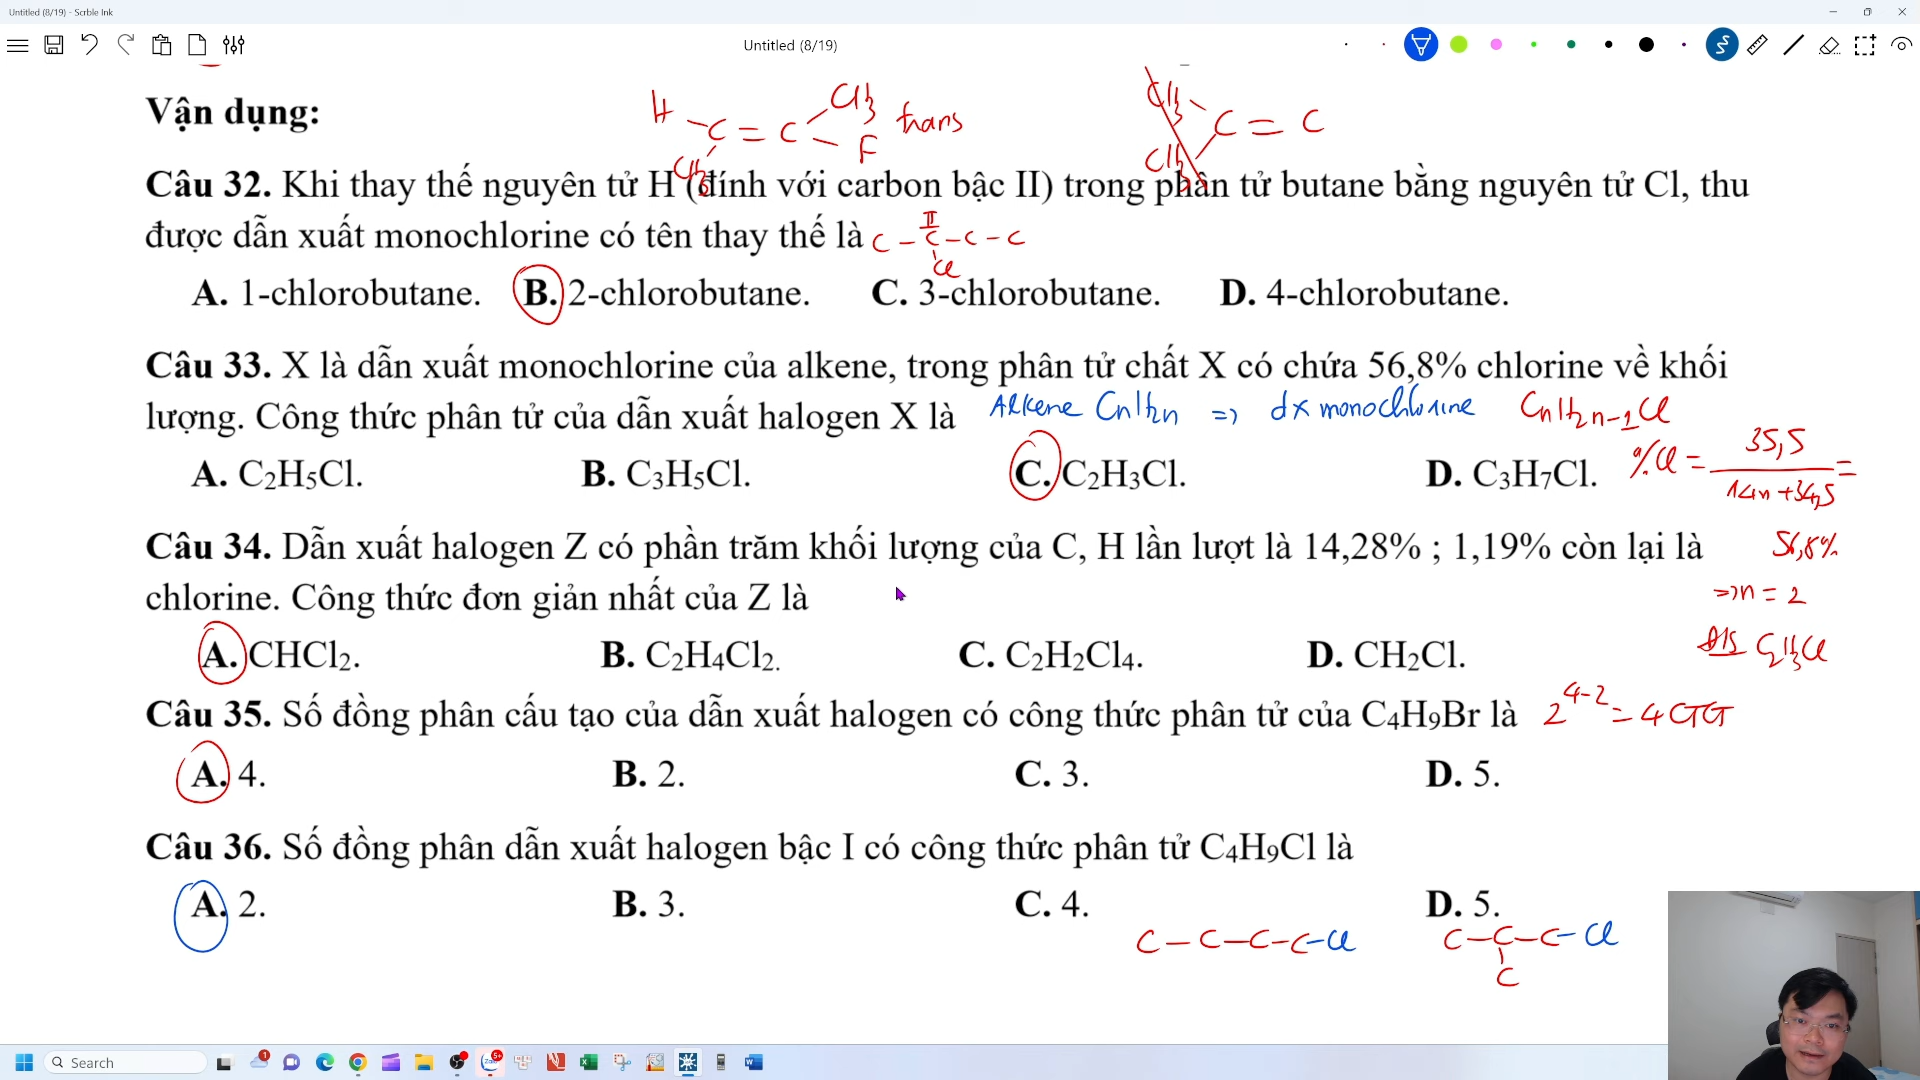 Untitled (8/19) - Scrble Ink
Untitled (8/19)
Vận dụng:
H CH3 C = C CH3 F trans
CH3 CH3 C = C
Câu 32. Khi thay thế nguyên tử H (đính với carbon bậc II) trong phân tử butane bằng nguyên tử Cl, thu
được dẫn xuất monochlorine có tên thay thế là C - C - C - C
II
Cl
A. 1-chlorobutane. B. 2-chlorobutane. C. 3-chlorobutane. D. 4-chlorobutane.
Câu 33. X là dẫn xuất monochlorine của alkene, trong phân tử chất X có chứa 56,8% chlorine về khối
lượng. Công thức phân tử của dẫn xuất halogen X là Alkene CnH2n => dx monochlorine CnH2n-1Cl
A. C2H5Cl. B. C3H5Cl. C. C2H3Cl. D. C3H7Cl.
%Cl = 35,5 / 14n + 34,5 =
56,8%
=> n = 2
C2H3Cl
Câu 34. Dẫn xuất halogen Z có phần trăm khối lượng của C, H lần lượt là 14,28% ; 1,19% còn lại là
chlorine. Công thức đơn giản nhất của Z là
A. CHCl2. B. C2H4Cl2. C. C2H2Cl4. D. CH2Cl.
Câu 35. Số đồng phân cấu tạo của dẫn xuất halogen có công thức phân tử của C4H9Br là 2^4-2 = 4 CTCT
A. 4. B. 2. C. 3. D. 5.
Câu 36. Số đồng phân dẫn xuất halogen bậc I có công thức phân tử C4H9Cl là
A. 2. B. 3. C. 4. D. 5.
C - C - C - C - Cl C - C - C - Cl
C
Search